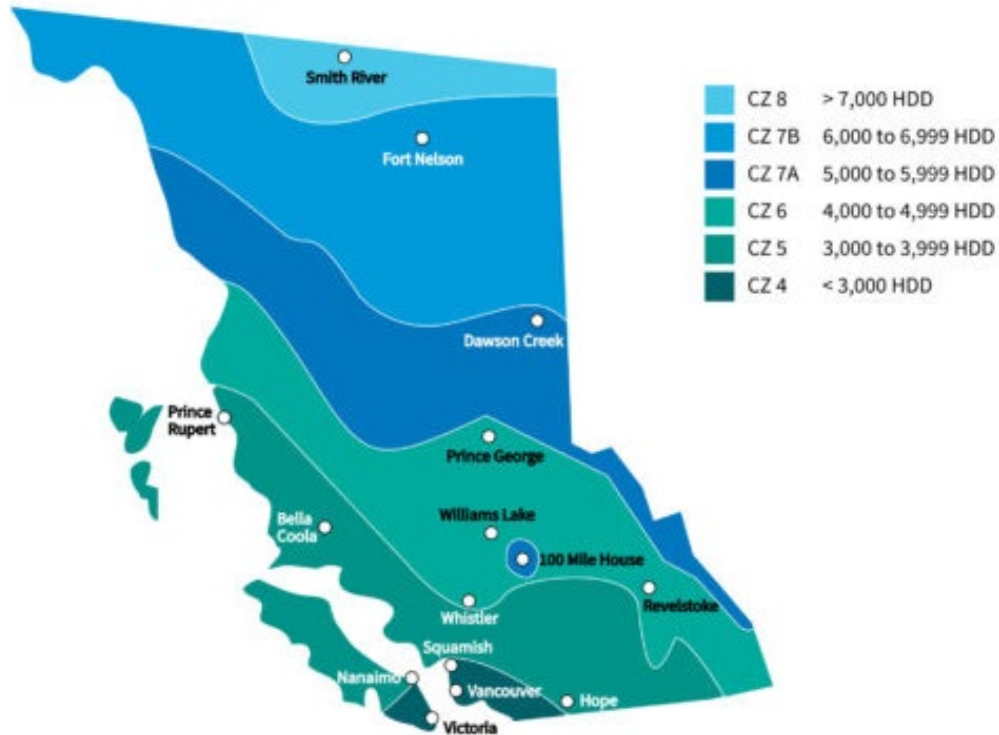 Smith River
Fort Nelson
CZ 8 > 7,000 HDD
CZ 7B 6,000 to 6,999 HDD
CZ 7A 5,000 to 5,999 HDD
CZ 6 4,000 to 4,999 HDD
CZ 5 3,000 to 3,999 HDD
CZ 4 < 3,000 HDD
Dawson Creek
Prince
Rupert
Prince George
Williams Lake
Bella
Coola
100 Mile House
Revelstoke
Whistler
Squamish
Nanaimo
Vancouver
Hope
Victoria